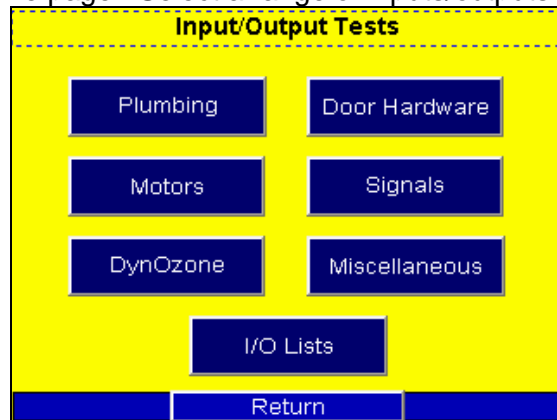 Input/Output Tests
Plumbing
Door Hardware
Motors
Signals
DynOzone
Miscellaneous
I/O Lists
Return